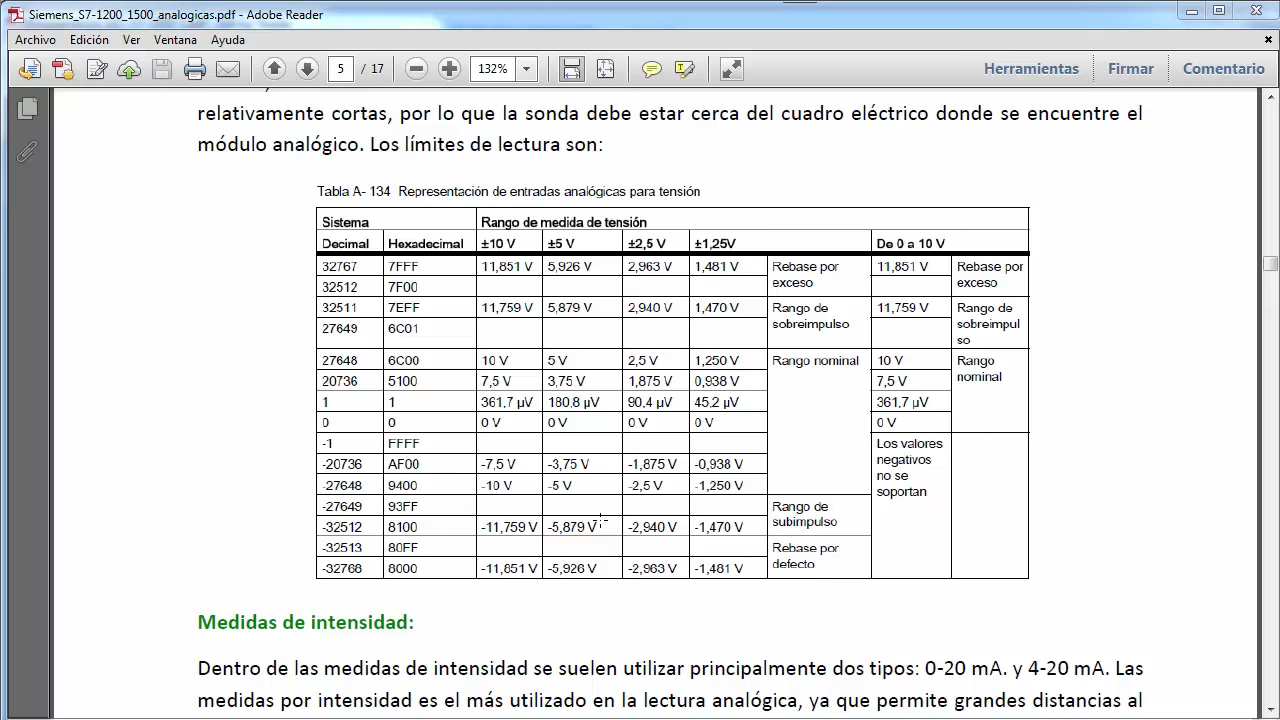 Siemens_S7-1200_1500_analogicas.pdf - Adobe Reader
Archivo Edición Ver Ventana Ayuda
5 / 17 132% Herramientas Firmar Comentario
relativamente cortas, por lo que la sonda debe estar cerca del cuadro eléctrico donde se encuentre el
módulo analógico. Los límites de lectura son:
Tabla A- 134 Representación de entradas analógicas para tensión
Sistema Rango de medida de tensión
Decimal Hexadecimal ±10 V ±5 V ±2,5 V ±1,25V De 0 a 10 V
32767 7FFF 11,851 V 5,926 V 2,963 V 1,481 V Rebase por 11,851 V Rebase por
32512 7F00 exceso exceso
32511 7EFF 11,759 V 5,879 V 2,940 V 1,470 V Rango de 11,759 V Rango de
27649 6C01 sobreimpulso sobreimpul
so
27648 6C00 10 V 5 V 2,5 V 1,250 V Rango nominal 10 V Rango
20736 5100 7,5 V 3,75 V 1,875 V 0,938 V 7,5 V nominal
1 1 361,7 µV 180,8 µV 90,4 µV 45,2 µV 361,7 µV
0 0 0 V 0 V 0 V 0 V 0 V
-1 FFFF Los valores
-20736 AF00 -7,5 V -3,75 V -1,875 V -0,938 V negativos
-27648 9400 -10 V -5 V -2,5 V -1,250 V no se
soportan
-27649 93FF Rango de
-32512 8100 -11,759 V -5,879 V -2,940 V -1,470 V subimpulso
-32513 80FF Rebase por
-32768 8000 -11,851 V -5,926 V -2,963 V -1,481 V defecto
Medidas de intensidad:
Dentro de las medidas de intensidad se suelen utilizar principalmente dos tipos: 0-20 mA. y 4-20 mA. Las
medidas por intensidad es el más utilizado en la lectura analógica, ya que permite grandes distancias al